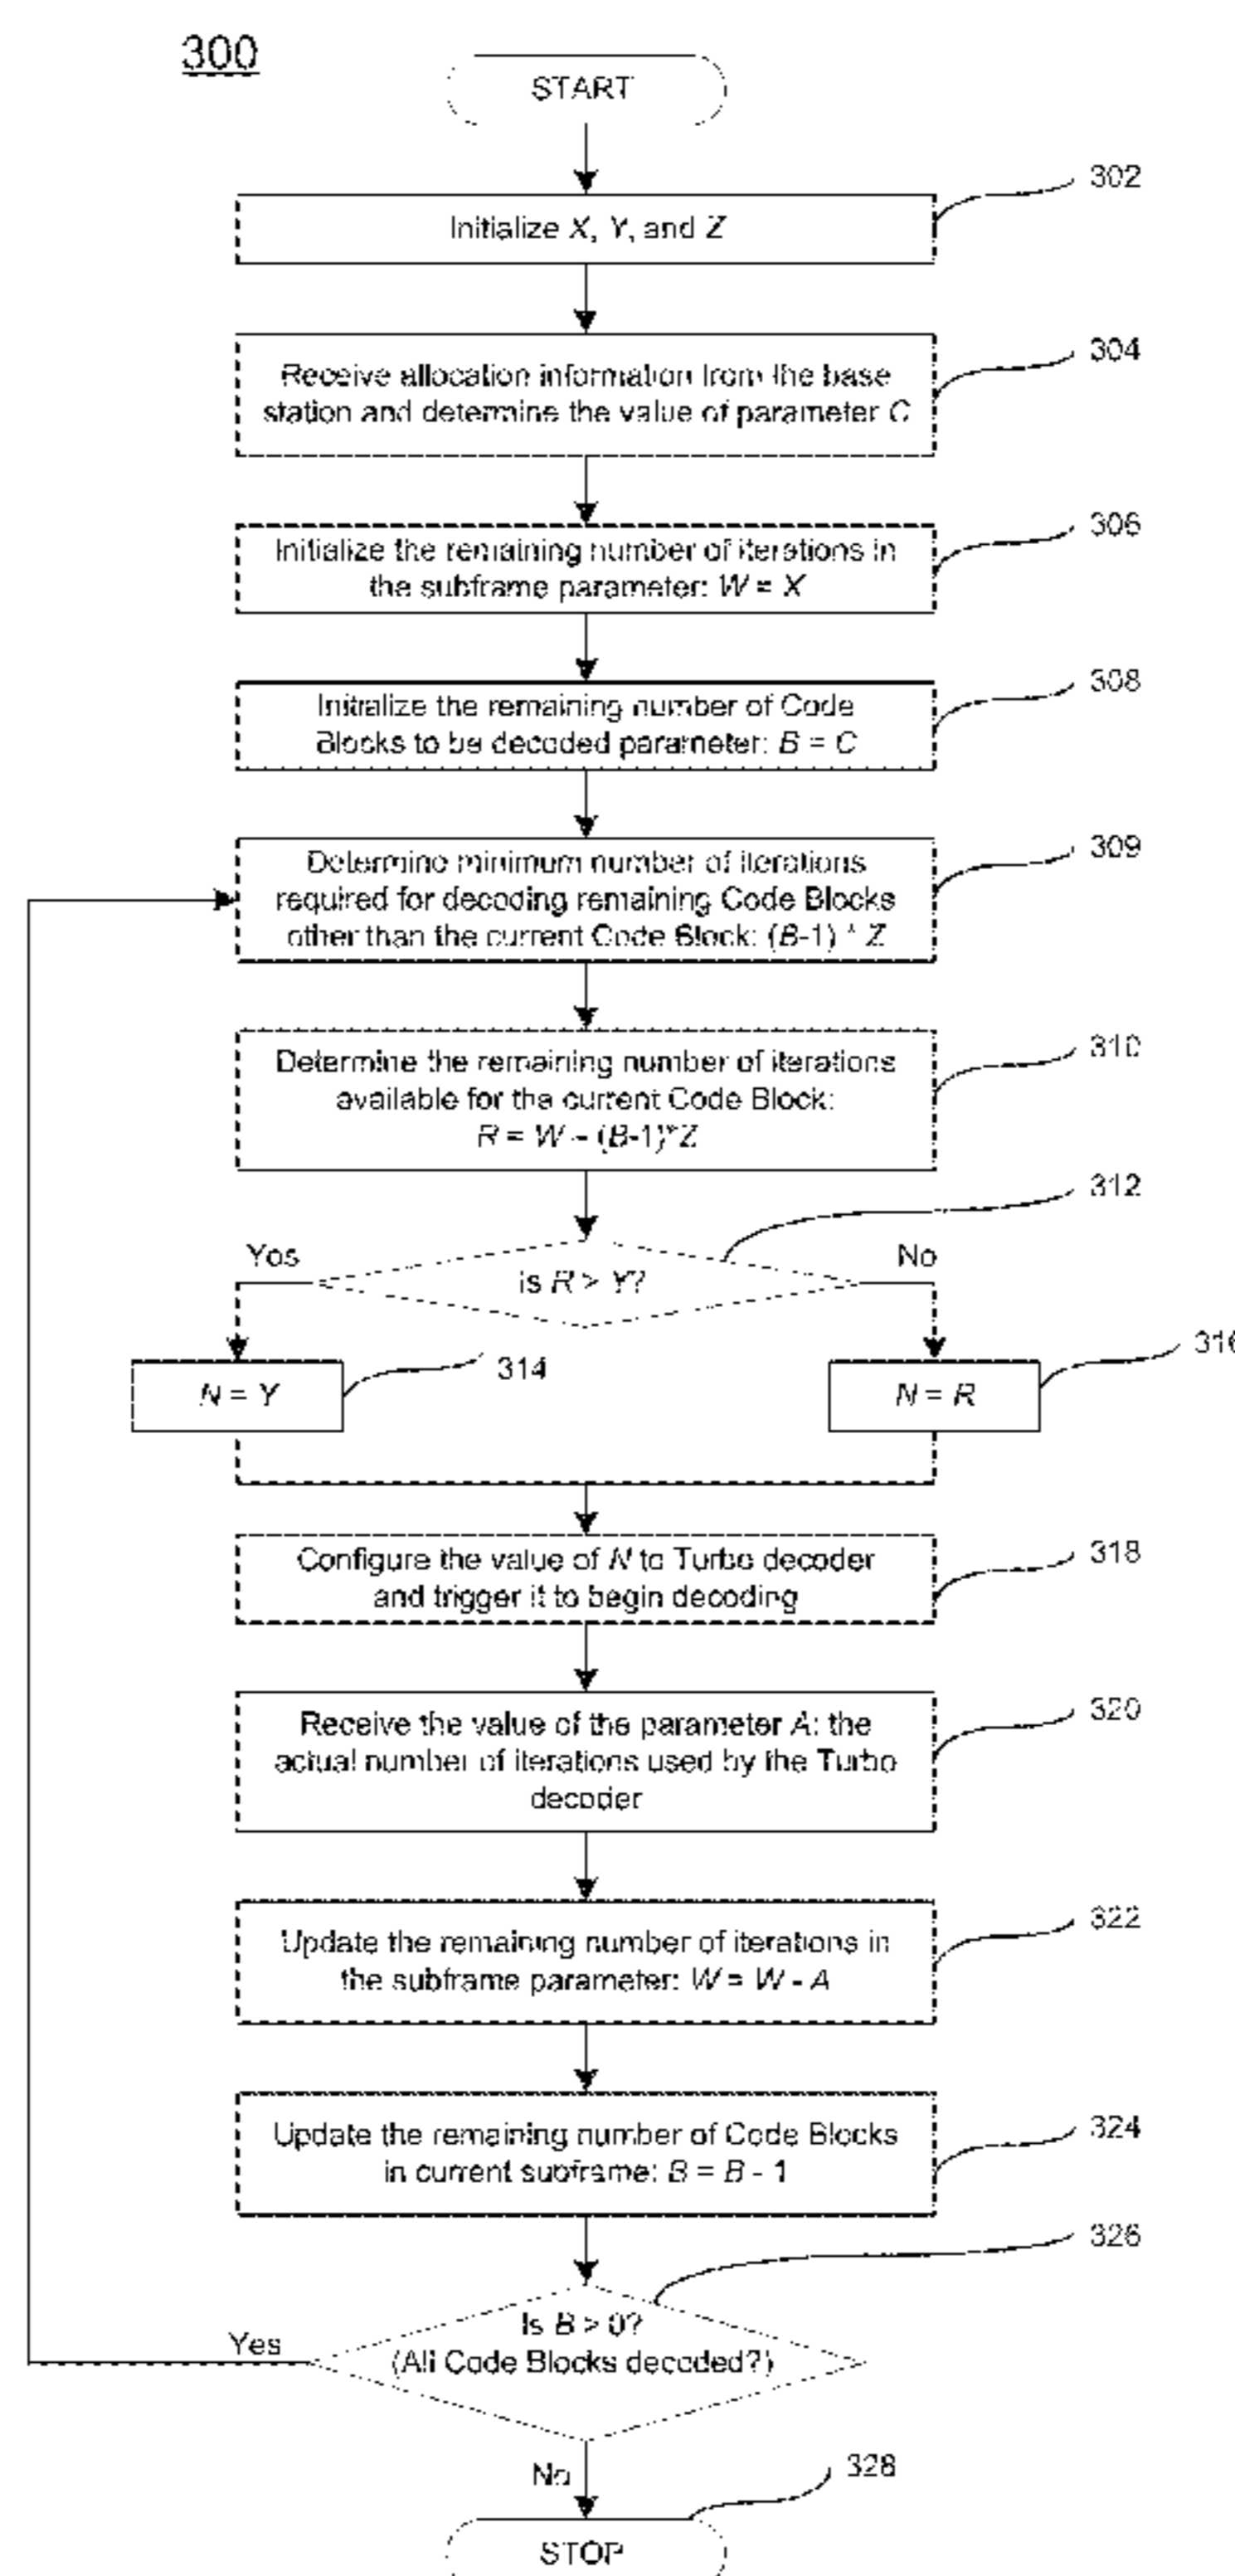 300
START
302
Initialize X, Y, and Z
304
Receive allocation information from the base
station and determine the value of parameter C
306
Initialize the remaining number of iterations in
the subframe parameter: W = X
308
Initialize the remaining number of Code
Blocks to be decoded parameter: B = C
309
Determine minimum number of iterations
required for decoding remaining Code Blocks
other than the current Code Block: (B-1) * Z
310
Determine the remaining number of iterations
available for the current Code Block:
R = W - (B-1)*Z
312
Yes
No
is R > Y?
314
316
N = Y
N = R
318
Configure the value of N to Turbo decoder
and trigger it to begin decoding
320
Receive the value of the parameter A: the
actual number of iterations used by the Turbo
decoder
322
Update the remaining number of iterations in
the subframe parameter: W = W - A
324
Update the remaining number of Code Blocks
in current subframe: B = B - 1
326
Is B > 0?
Yes
(All Code Blocks decoded?)
No
328
STOP